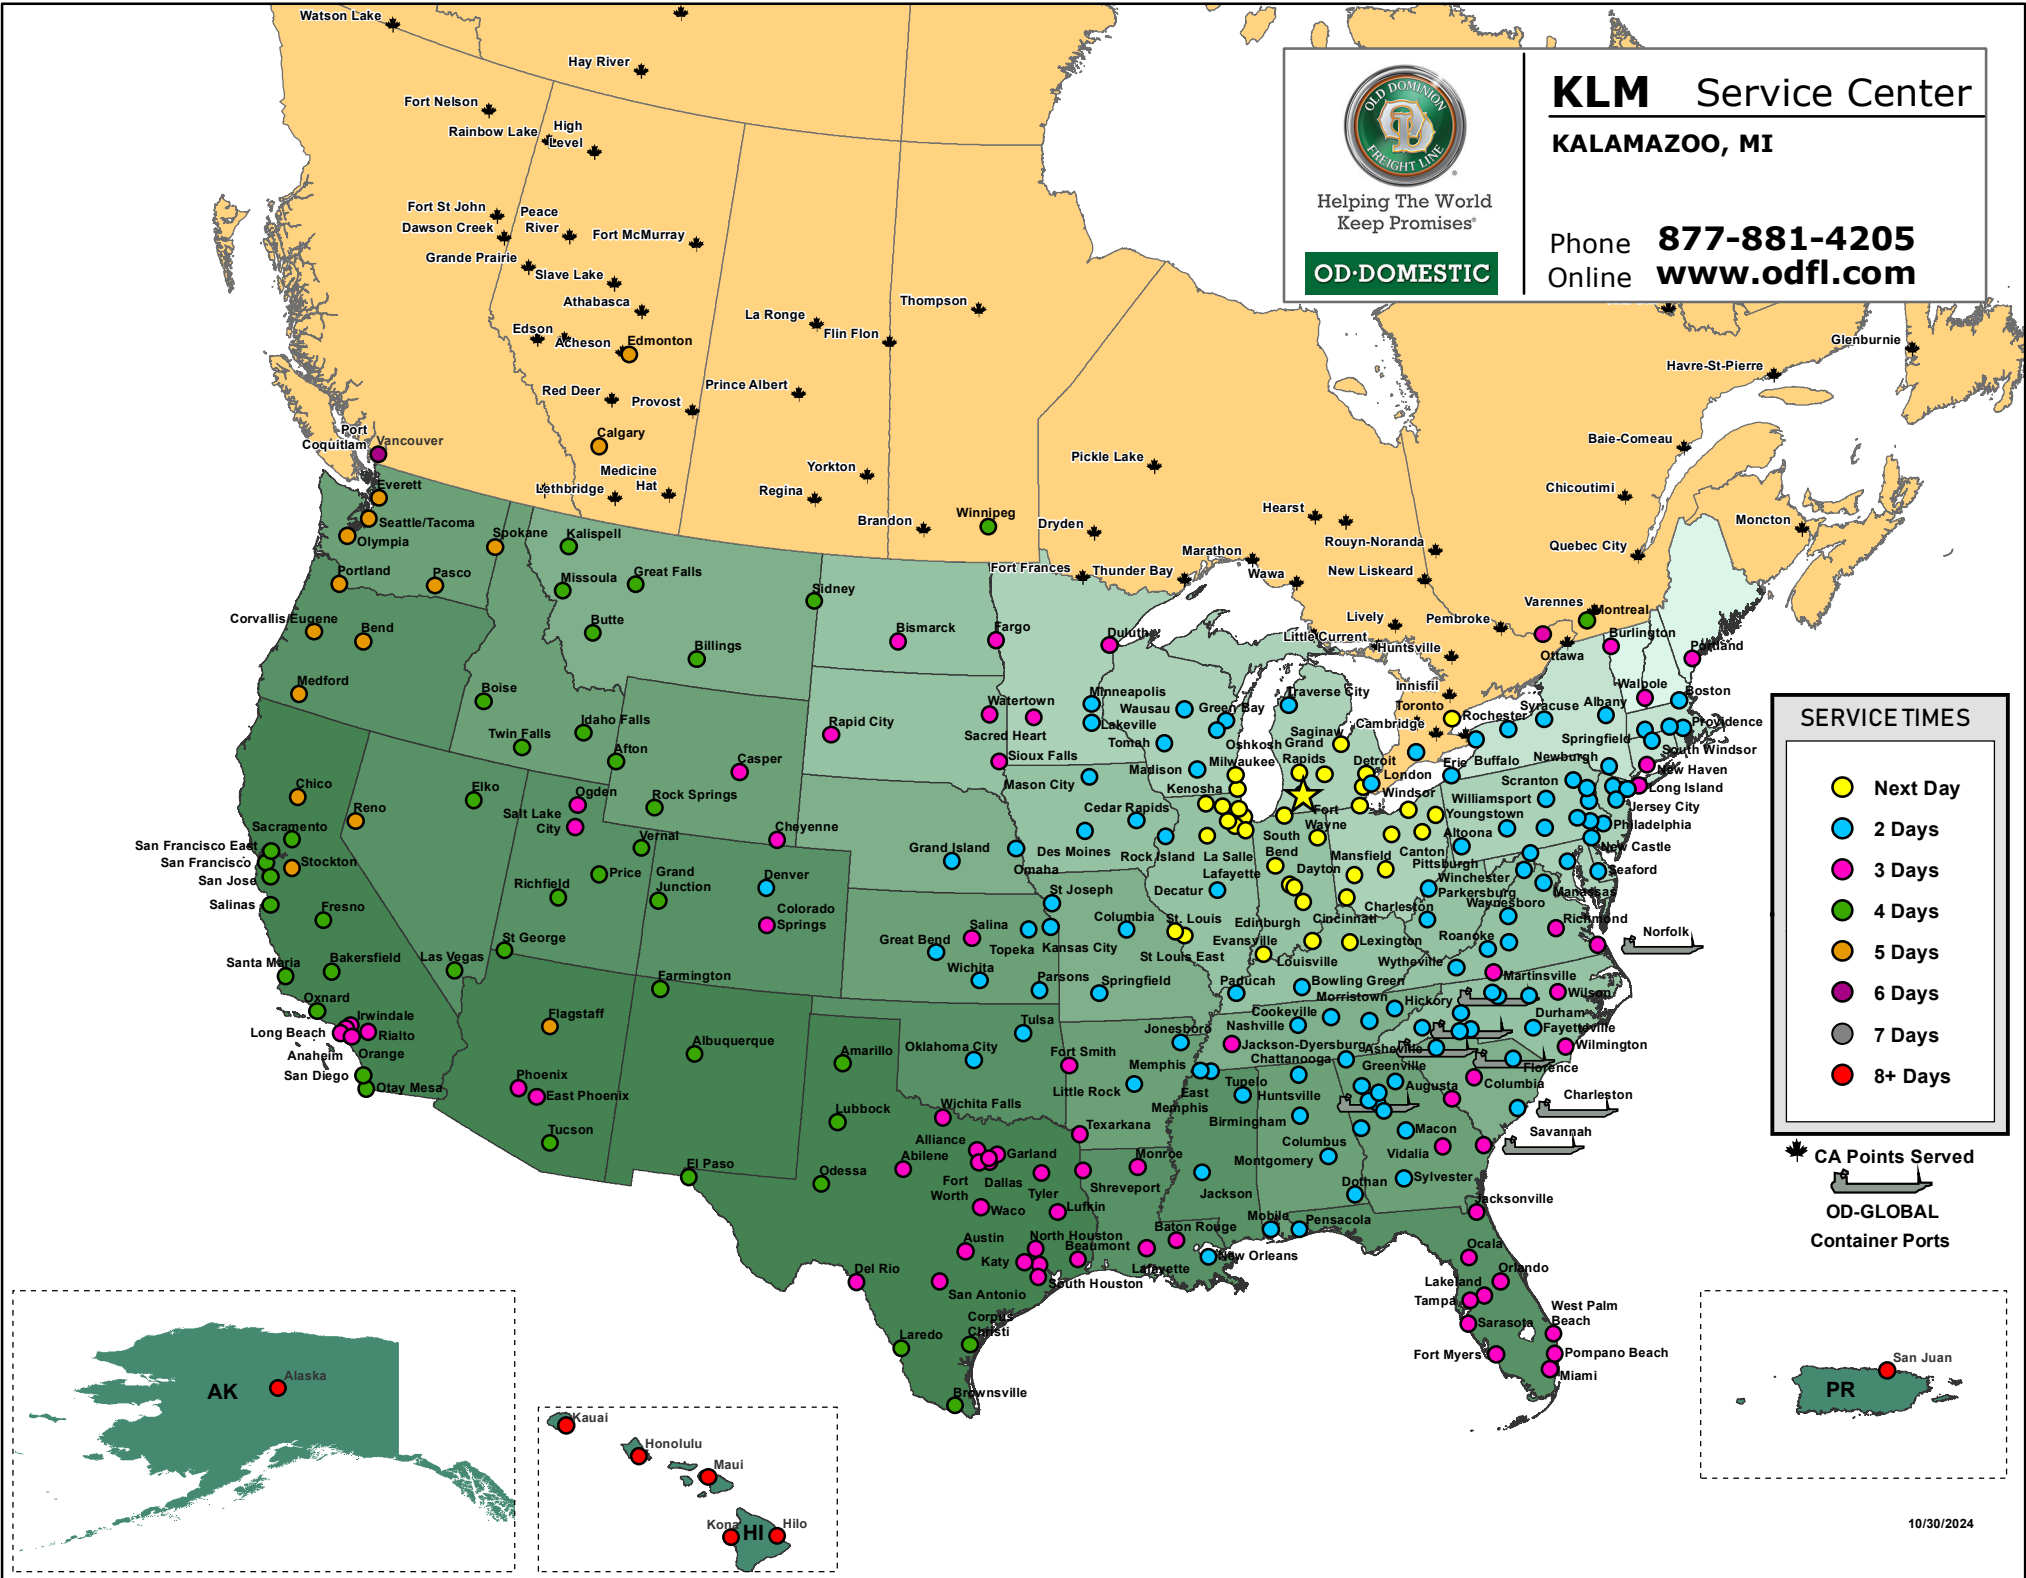 OLD DOMINION
FREIGHT LINE
Helping The World
Keep Promises®
OD·DOMESTIC
KLM Service Center
KALAMAZOO, MI
Phone 877-881-4205
Online www.odfl.com
Watson Lake
Hay River
Fort Nelson
Rainbow Lake
High
Level
Fort St John
Dawson Creek
Peace
River
Fort McMurray
Grande Prairie
Slave Lake
Athabasca
Edson
Acheson
Edmonton
La Ronge
Flin Flon
Thompson
Red Deer
Provost
Prince Albert
Calgary
Port
Coquitlam
Vancouver
Medicine
Hat
Lethbridge
Yorkton
Regina
Brandon
Winnipeg
Dryden
Pickle Lake
Fort Frances
Thunder Bay
Marathon
Wawa
Hearst
Rouyn-Noranda
New Liskeard
Lively
Little Current
Huntsville
Pembroke
Ottawa
Varennes
Montreal
Innisfil
Toronto
Cambridge
London
Windsor
Glenburnie
Havre-St-Pierre
Baie-Comeau
Chicoutimi
Quebec City
Moncton
Everett
Seattle/Tacoma
Olympia
Spokane
Portland
Pasco
Corvallis/Eugene
Bend
Medford
Kalispell
Missoula
Great Falls
Butte
Billings
Sidney
Boise
Idaho Falls
Twin Falls
Afton
Casper
Rock Springs
Cheyenne
Bismarck
Fargo
Rapid City
Watertown
Sacred Heart
Sioux Falls
Duluth
Minneapolis
Lakeville
Wausau
Green Bay
Tomah
Oshkosh
Madison
Milwaukee
Kenosha
Mason City
Cedar Rapids
Des Moines
Rock Island
La Salle
Traverse City
Saginaw
Grand
Rapids
Detroit
South
Bend
Fort
Wayne
Lafayette
Decatur
Dayton
Mansfield
Canton
Youngstown
Pittsburgh
Altoona
Erie
Buffalo
Rochester
Syracuse
Albany
Burlington
Portland
Walpole
Boston
Providence
Springfield
South Windsor
Newburgh
New Haven
Long Island
Scranton
Jersey City
Williamsport
Philadelphia
New Castle
Seaford
Winchester
Manassas
Parkersburg
Waynesboro
Charleston
Richmond
Norfolk
Roanoke
Wytheville
Martinsville
Wilson
Durham
Fayetteville
Wilmington
Hickory
Morristown
Asheville
Greenville
Florence
Columbia
Augusta
Charleston
Savannah
Chico
Reno
Elko
Sacramento
San Francisco East
San Francisco
Stockton
San Jose
Salinas
Fresno
Santa Maria
Bakersfield
Las Vegas
Oxnard
Irwindale
Long Beach
Rialto
Anaheim
Orange
San Diego
Otay Mesa
Ogden
Salt Lake
City
Vernal
Price
Richfield
St George
Grand
Junction
Denver
Colorado
Springs
Farmington
Flagstaff
Albuquerque
Phoenix
East Phoenix
Tucson
El Paso
Grand Island
Omaha
St Joseph
Salina
Topeka
Kansas City
Great Bend
Wichita
Parsons
Columbia
St. Louis
St Louis East
Springfield
Edinburgh
Cincinnati
Evansville
Louisville
Lexington
Paducah
Bowling Green
Cookeville
Nashville
Jackson-Dyersburg
Chattanooga
Jonesboro
Memphis
East
Memphis
Tupelo
Huntsville
Birmingham
Tulsa
Oklahoma City
Fort Smith
Little Rock
Amarillo
Lubbock
Wichita Falls
Texarkana
Alliance
Abilene
Garland
Fort
Worth
Dallas
Tyler
Monroe
Shreveport
Jackson
Odessa
Waco
Lufkin
Austin
North Houston
Katy
Beaumont
South Houston
San Antonio
Del Rio
Corpus
Christi
Laredo
Brownsville
Baton Rouge
Lafayette
New Orleans
Mobile
Pensacola
Dothan
Montgomery
Columbus
Macon
Vidalia
Sylvester
Jacksonville
Ocala
Orlando
Lakeland
Tampa
Sarasota
Fort Myers
West Palm
Beach
Pompano Beach
Miami
SERVICE TIMES
Next Day
2 Days
3 Days
4 Days
5 Days
6 Days
7 Days
8+ Days
CA Points Served
OD-GLOBAL
Container Ports
AK
Alaska
Kauai
Honolulu
Maui
Kona
HI
Hilo
San Juan
PR
10/30/2024